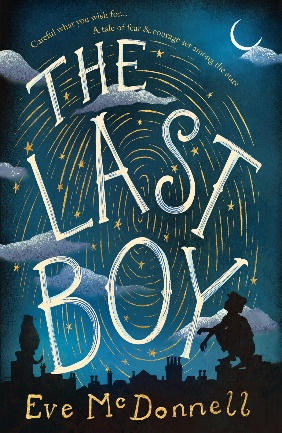 Careful what you wish for...
A tale of fear & courage set among the stars
THE
LAST
BOY
Eve McDonnell